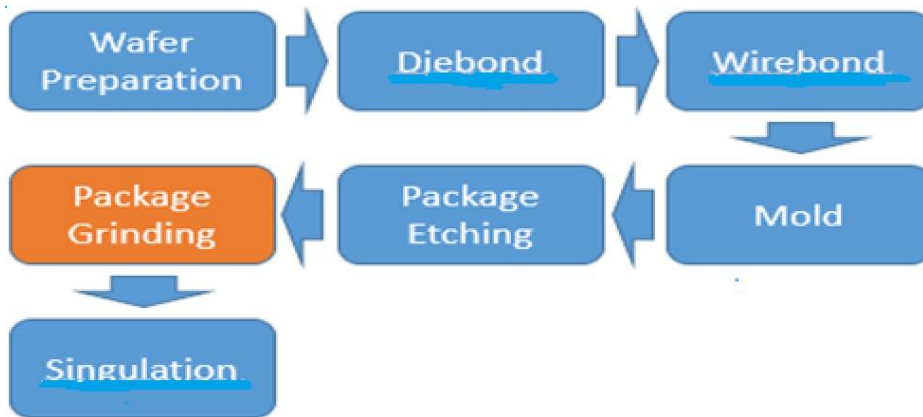 Wafer
Preparation
Diebond
Wirebond
Mold
Package
Etching
Package
Grinding
Singulation